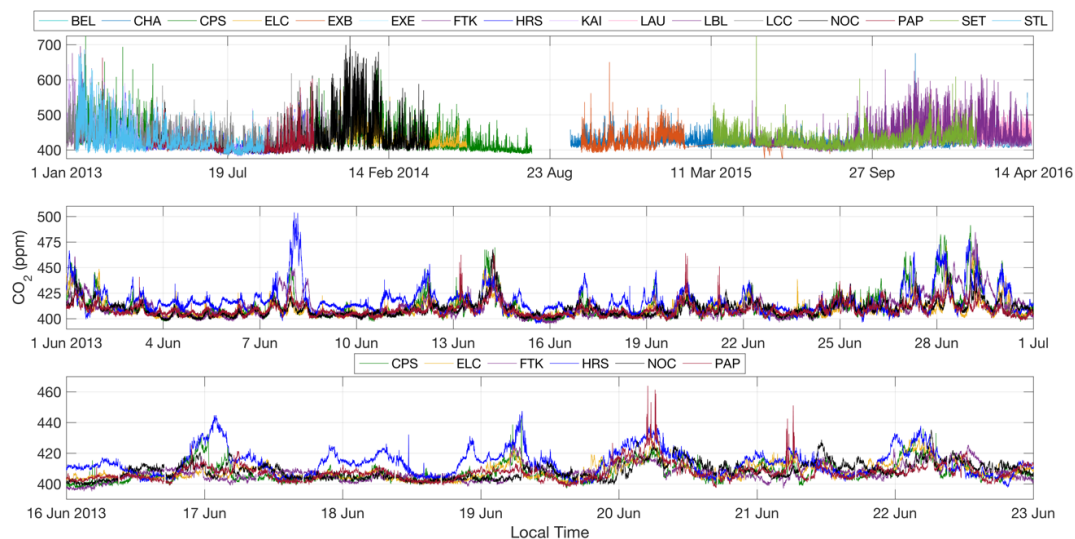 BEL CHA CPS ELC EXB EXE FTK HRS KAI LAU LBL LCC NOC PAP SET STL
700
600
500
400
1 Jan 2013 19 Jul 14 Feb 2014 23 Aug 11 Mar 2015 27 Sep 14 Apr 2016
CO2 (ppm)
500
475
450
425
400
1 Jun 2013 4 Jun 7 Jun 10 Jun 13 Jun 16 Jun 19 Jun 22 Jun 25 Jun 28 Jun 1 Jul
CPS ELC FTK HRS NOC PAP
460
440
420
400
16 Jun 2013 17 Jun 18 Jun 19 Jun 20 Jun 21 Jun 22 Jun 23 Jun
Local Time